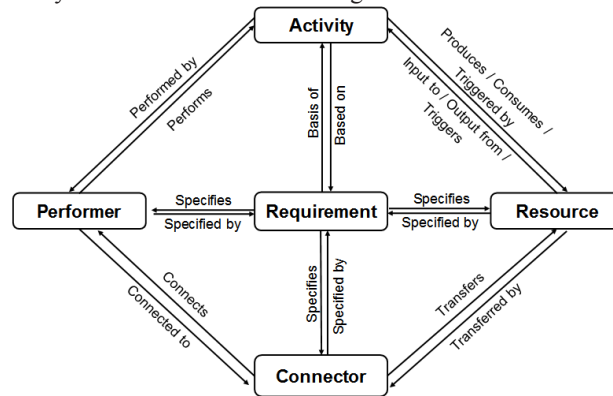 Activity
Performed by
Performs
Produces / Consumes /
Triggered by
Input to / Output from /
Triggers
Basis of
Based on
Performer
Specifies
Specified by
Requirement
Specifies
Specified by
Resource
Specifies
Specified by
Connects
Connected to
Transfers
Transferred by
Connector